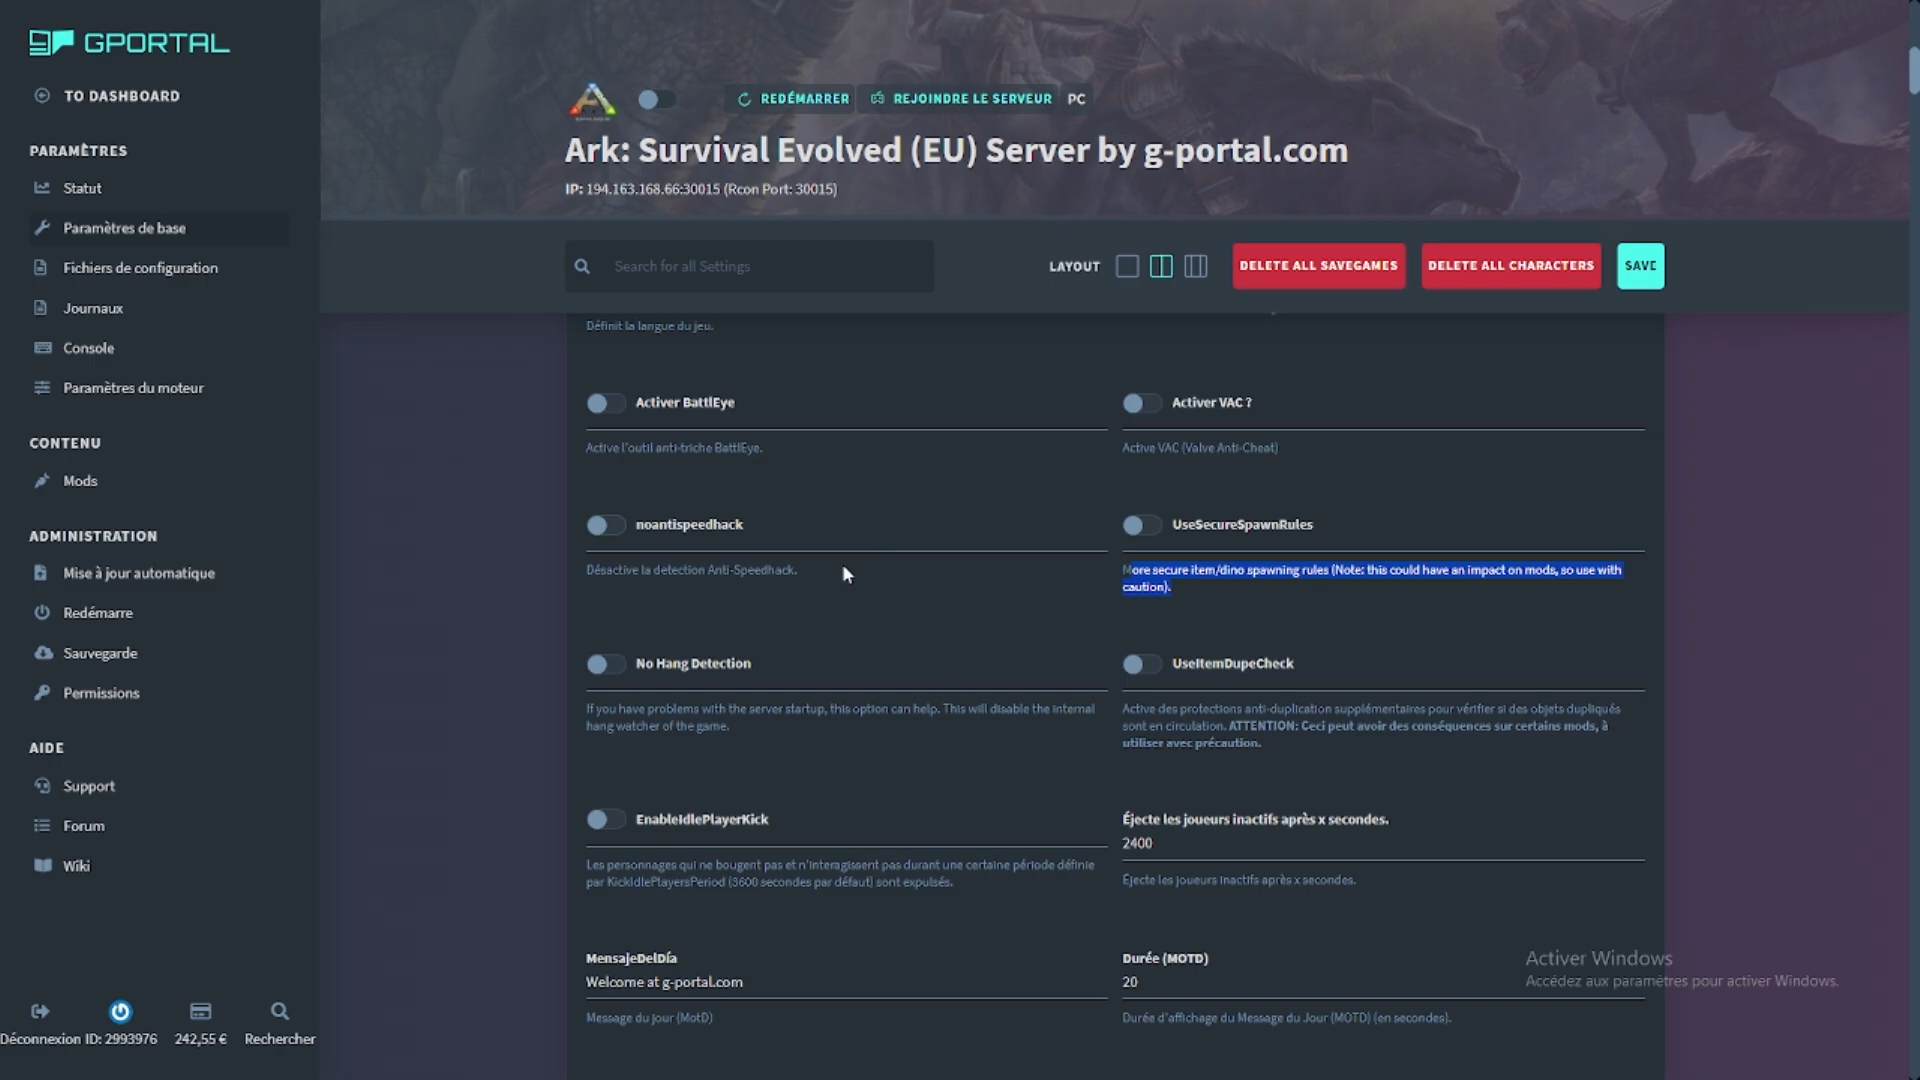 GPORTAL
TO DASHBOARD
PARAMÈTRES
Statut
Paramètres de base
Fichiers de configuration
Journaux
Console
Paramètres du moteur
CONTENU
Mods
ADMINISTRATION
Mise à jour automatique
Redémarre
Sauvegarde
Permissions
AIDE
Support
Forum
Wiki
Déconnexion ID: 2993976 242,55 € Rechercher
REDÉMARRER REJOINDRE LE SERVEUR PC
Ark: Survival Evolved (EU) Server by g-portal.com
IP: 194.163.168.66:30015 (Rcon Port: 30015)
Search for all Settings
LAYOUT
DELETE ALL SAVEGAMES
DELETE ALL CHARACTERS
SAVE
Définit la langue du jeu.
Activer BattlEye
Active l'outil anti-triche BattlEye.
Activer VAC ?
Active VAC (Valve Anti-Cheat)
noantispeedhack
Désactive la detection Anti-Speedhack.
UseSecureSpawnRules
More secure item/dino spawning rules (Note: this could have an impact on mods, so use with
caution).
No Hang Detection
If you have problems with the server startup, this option can help. This will disable the internal
hang watcher of the game.
UseItemDupeCheck
Active des protections anti-duplication supplémentaires pour vérifier si des objets dupliqués
sont en circulation. ATTENTION: Ceci peut avoir des conséquences sur certains mods, à
utiliser avec précaution.
EnableIdlePlayerKick
Les personnages qui ne bougent pas et n'interagissent pas durant une certaine période définie
par KickIdlePlayersPeriod (3600 secondes par défaut) sont expulsés.
Éjecte les joueurs inactifs après x secondes.
2400
Éjecte les joueurs inactifs après x secondes.
MensajeDelDía
Welcome at g-portal.com
Message du jour (MotD)
Durée (MOTD)
20
Durée d'affichage du Message du Jour (MOTD) (en secondes).
Activer Windows
Accédez aux paramètres pour activer Windows.